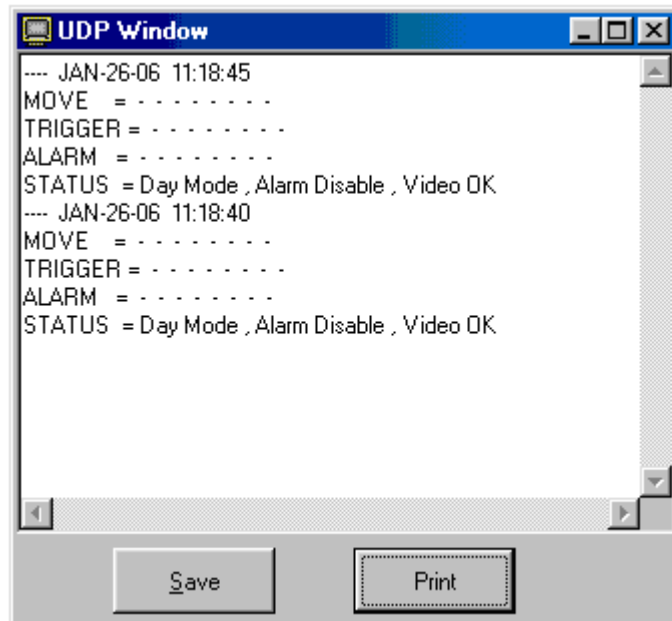 UDP Window
---- JAN-26-06 11:18:45
MOVE = - - - - - - - -
TRIGGER = - - - - - - - -
ALARM = - - - - - - - -
STATUS = Day Mode , Alarm Disable , Video OK
---- JAN-26-06 11:18:40
MOVE = - - - - - - - -
TRIGGER = - - - - - - - -
ALARM = - - - - - - - -
STATUS = Day Mode , Alarm Disable , Video OK
Save
Print